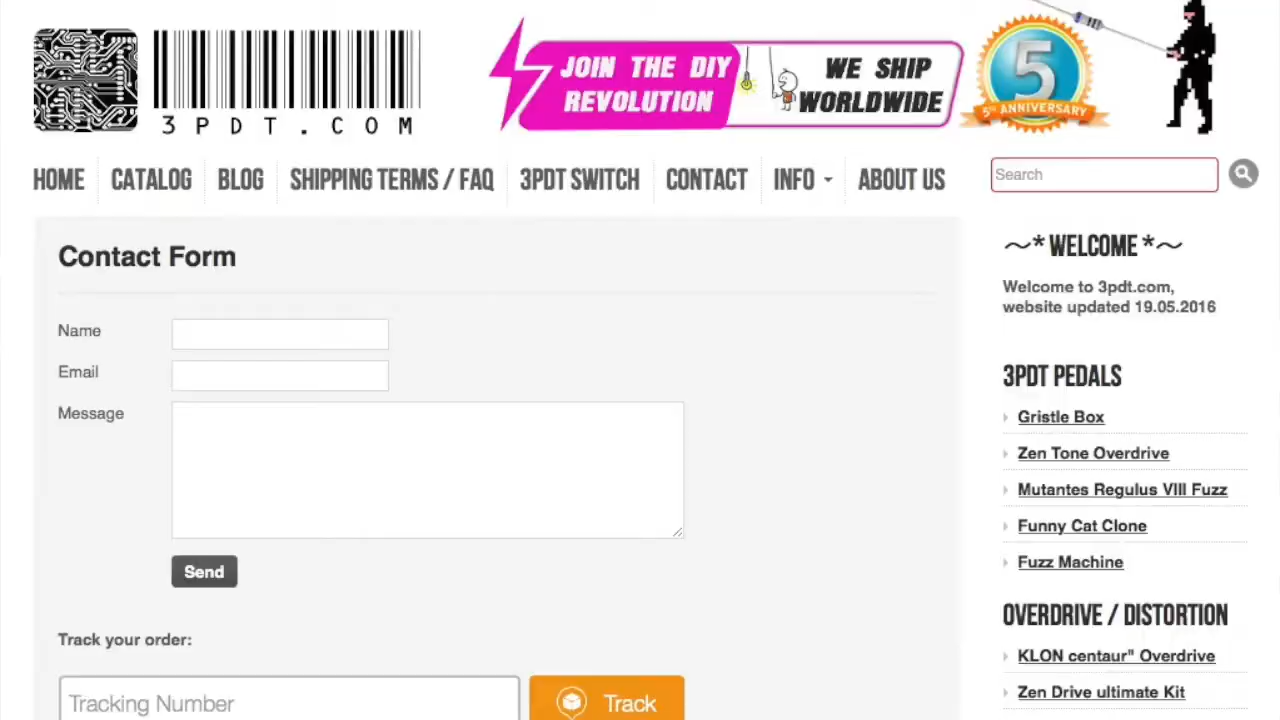 3PDT.COM
JOIN THE DIY
REVOLUTION
WE SHIP
WORLDWIDE
5
5TH ANNIVERSARY
HOME
CATALOG
BLOG
SHIPPING TERMS / FAQ
3PDT SWITCH
CONTACT
INFO
ABOUT US
Search
Contact Form
Name
Email
Message
Send
Track your order:
Tracking Number
Track
~* WELCOME *~
Welcome to 3pdt.com,
website updated 19.05.2016
3PDT PEDALS
Gristle Box
Zen Tone Overdrive
Mutantes Regulus VIII Fuzz
Funny Cat Clone
Fuzz Machine
OVERDRIVE / DISTORTION
KLON centaur" Overdrive
Zen Drive ultimate Kit